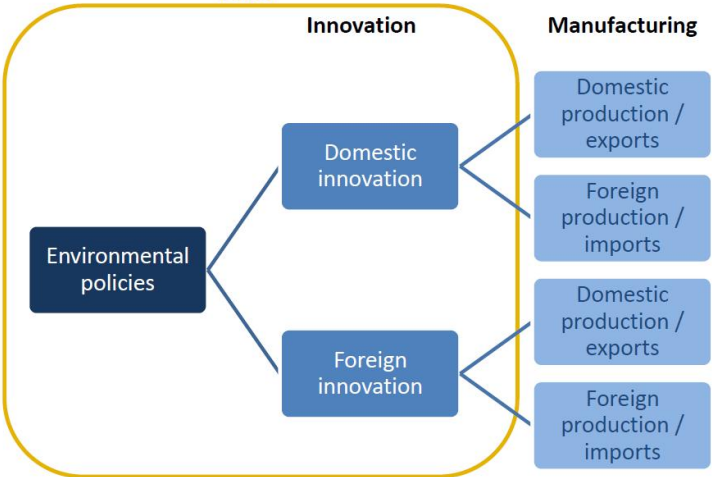 Innovation
Manufacturing
Environmental
policies
Domestic
innovation
Foreign
innovation
Domestic
production /
exports
Foreign
production /
imports
Domestic
production /
exports
Foreign
production /
imports